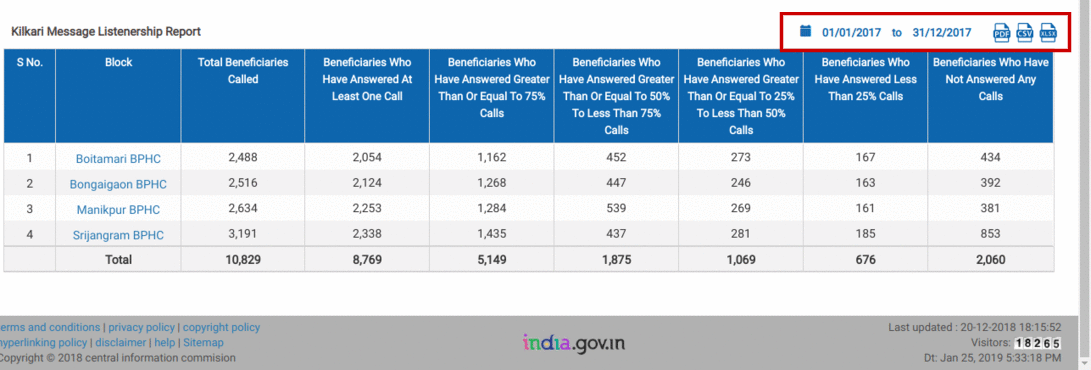 Kilkari Message Listenership Report 01/01/2017 to 31/12/2017 PDF CSV XLSX
S No. Block Total Beneficiaries Called Beneficiaries Who Have Answered At Least One Call Beneficiaries Who Have Answered Greater Than Or Equal To 75% Calls Beneficiaries Who Have Answered Greater Than Or Equal To 50% To Less Than 75% Calls Beneficiaries Who Have Answered Greater Than Or Equal To 25% To Less Than 50% Calls Beneficiaries Who Have Answered Less Than 25% Calls Beneficiaries Who Have Not Answered Any Calls
1 Boitamari BPHC 2,488 2,054 1,162 452 273 167 434
2 Bongaigaon BPHC 2,516 2,124 1,268 447 246 163 392
3 Manikpur BPHC 2,634 2,253 1,284 539 269 161 381
4 Srijangram BPHC 3,191 2,338 1,435 437 281 185 853
Total 10,829 8,769 5,149 1,875 1,069 676 2,060
erms and conditions | privacy policy | copyright policy
hyperlinking policy | disclaimer | help | Sitemap
Copyright © 2018 central information commision
india.gov.in
Last updated : 20-12-2018 18:15:52
Visitors: 18265
Dt: Jan 25, 2019 5:33:18 PM